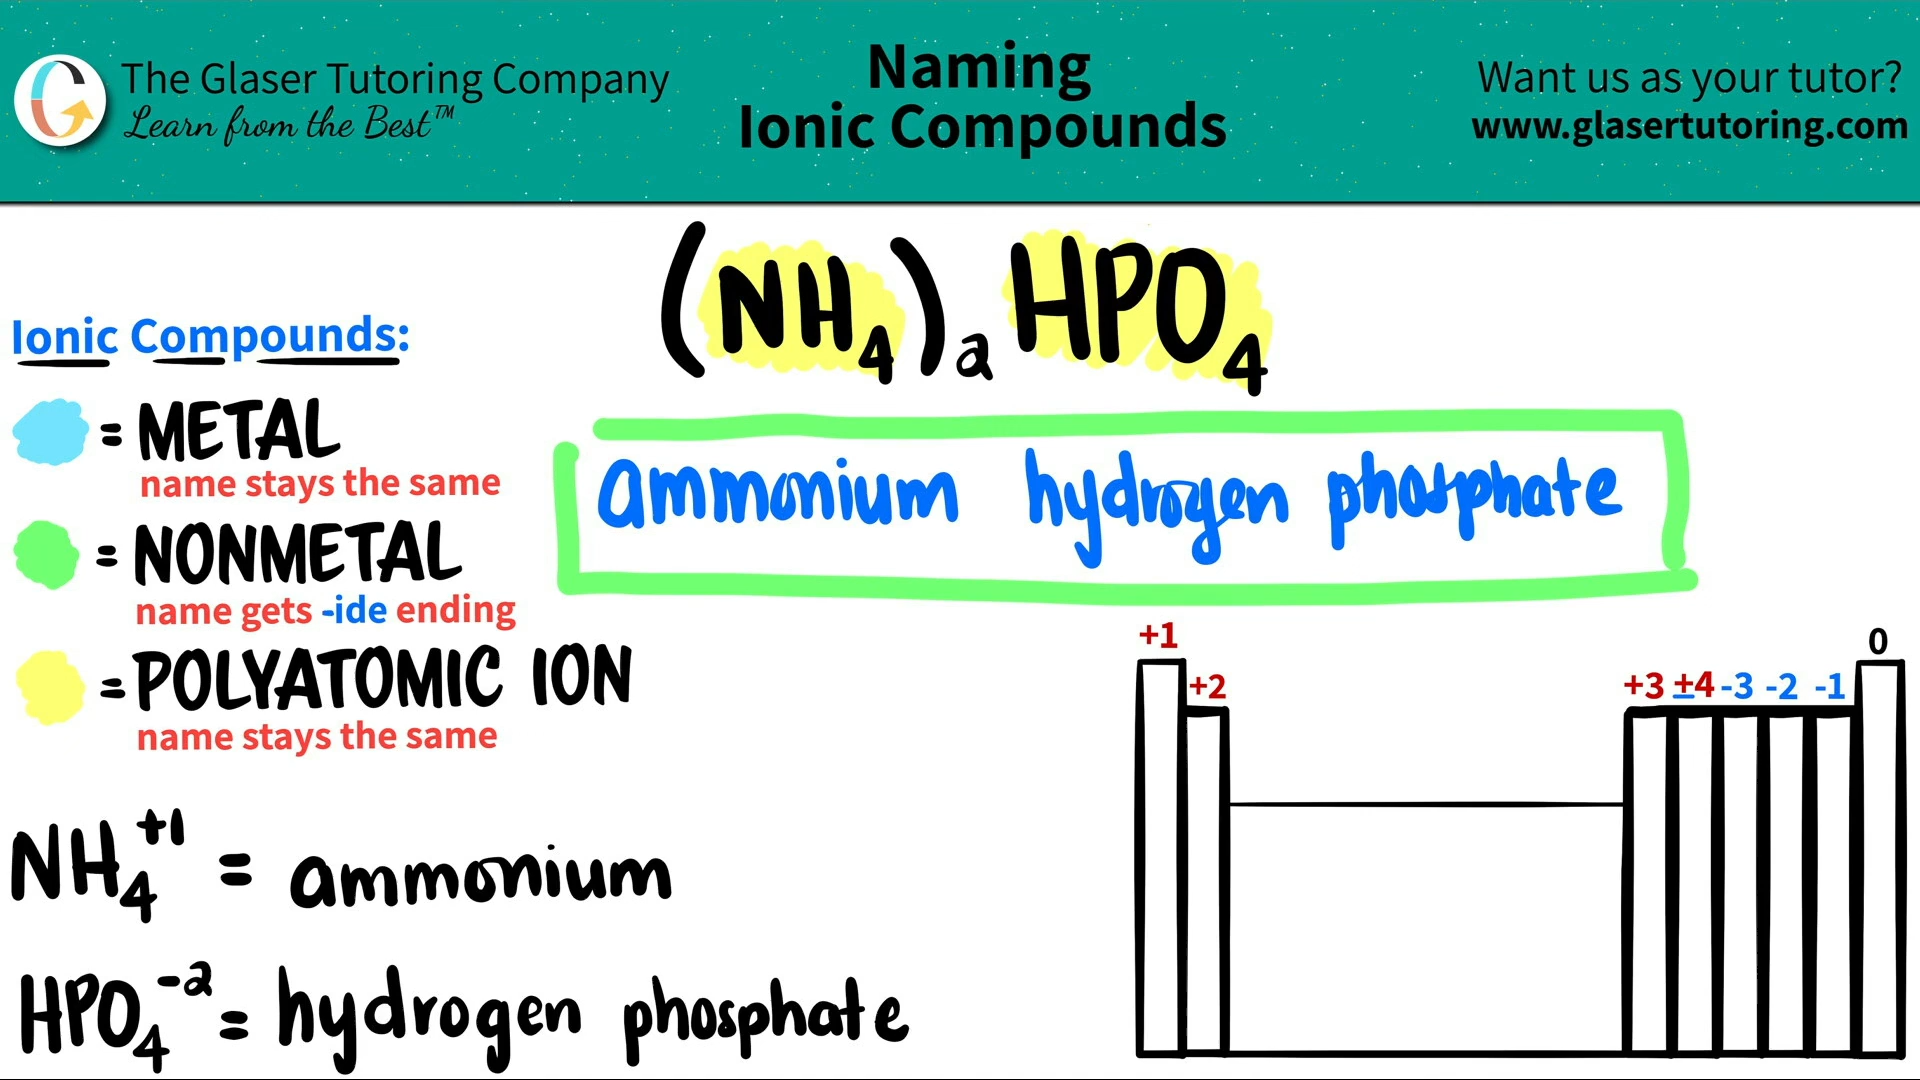 The Glaser Tutoring Company
Learn from the Best™
Naming
Ionic Compounds
Want us as your tutor?
www.glasertutoring.com
(NH₄)₂HPO₄
ammonium hydrogen phosphate
Ionic Compounds:
= METAL
name stays the same
= NONMETAL
name gets -ide ending
= POLYATOMIC ION
name stays the same
NH₄⁺¹ = ammonium
HPO₄⁻² = hydrogen phosphate
+1
+2
+3 ±4 -3 -2 -1
0